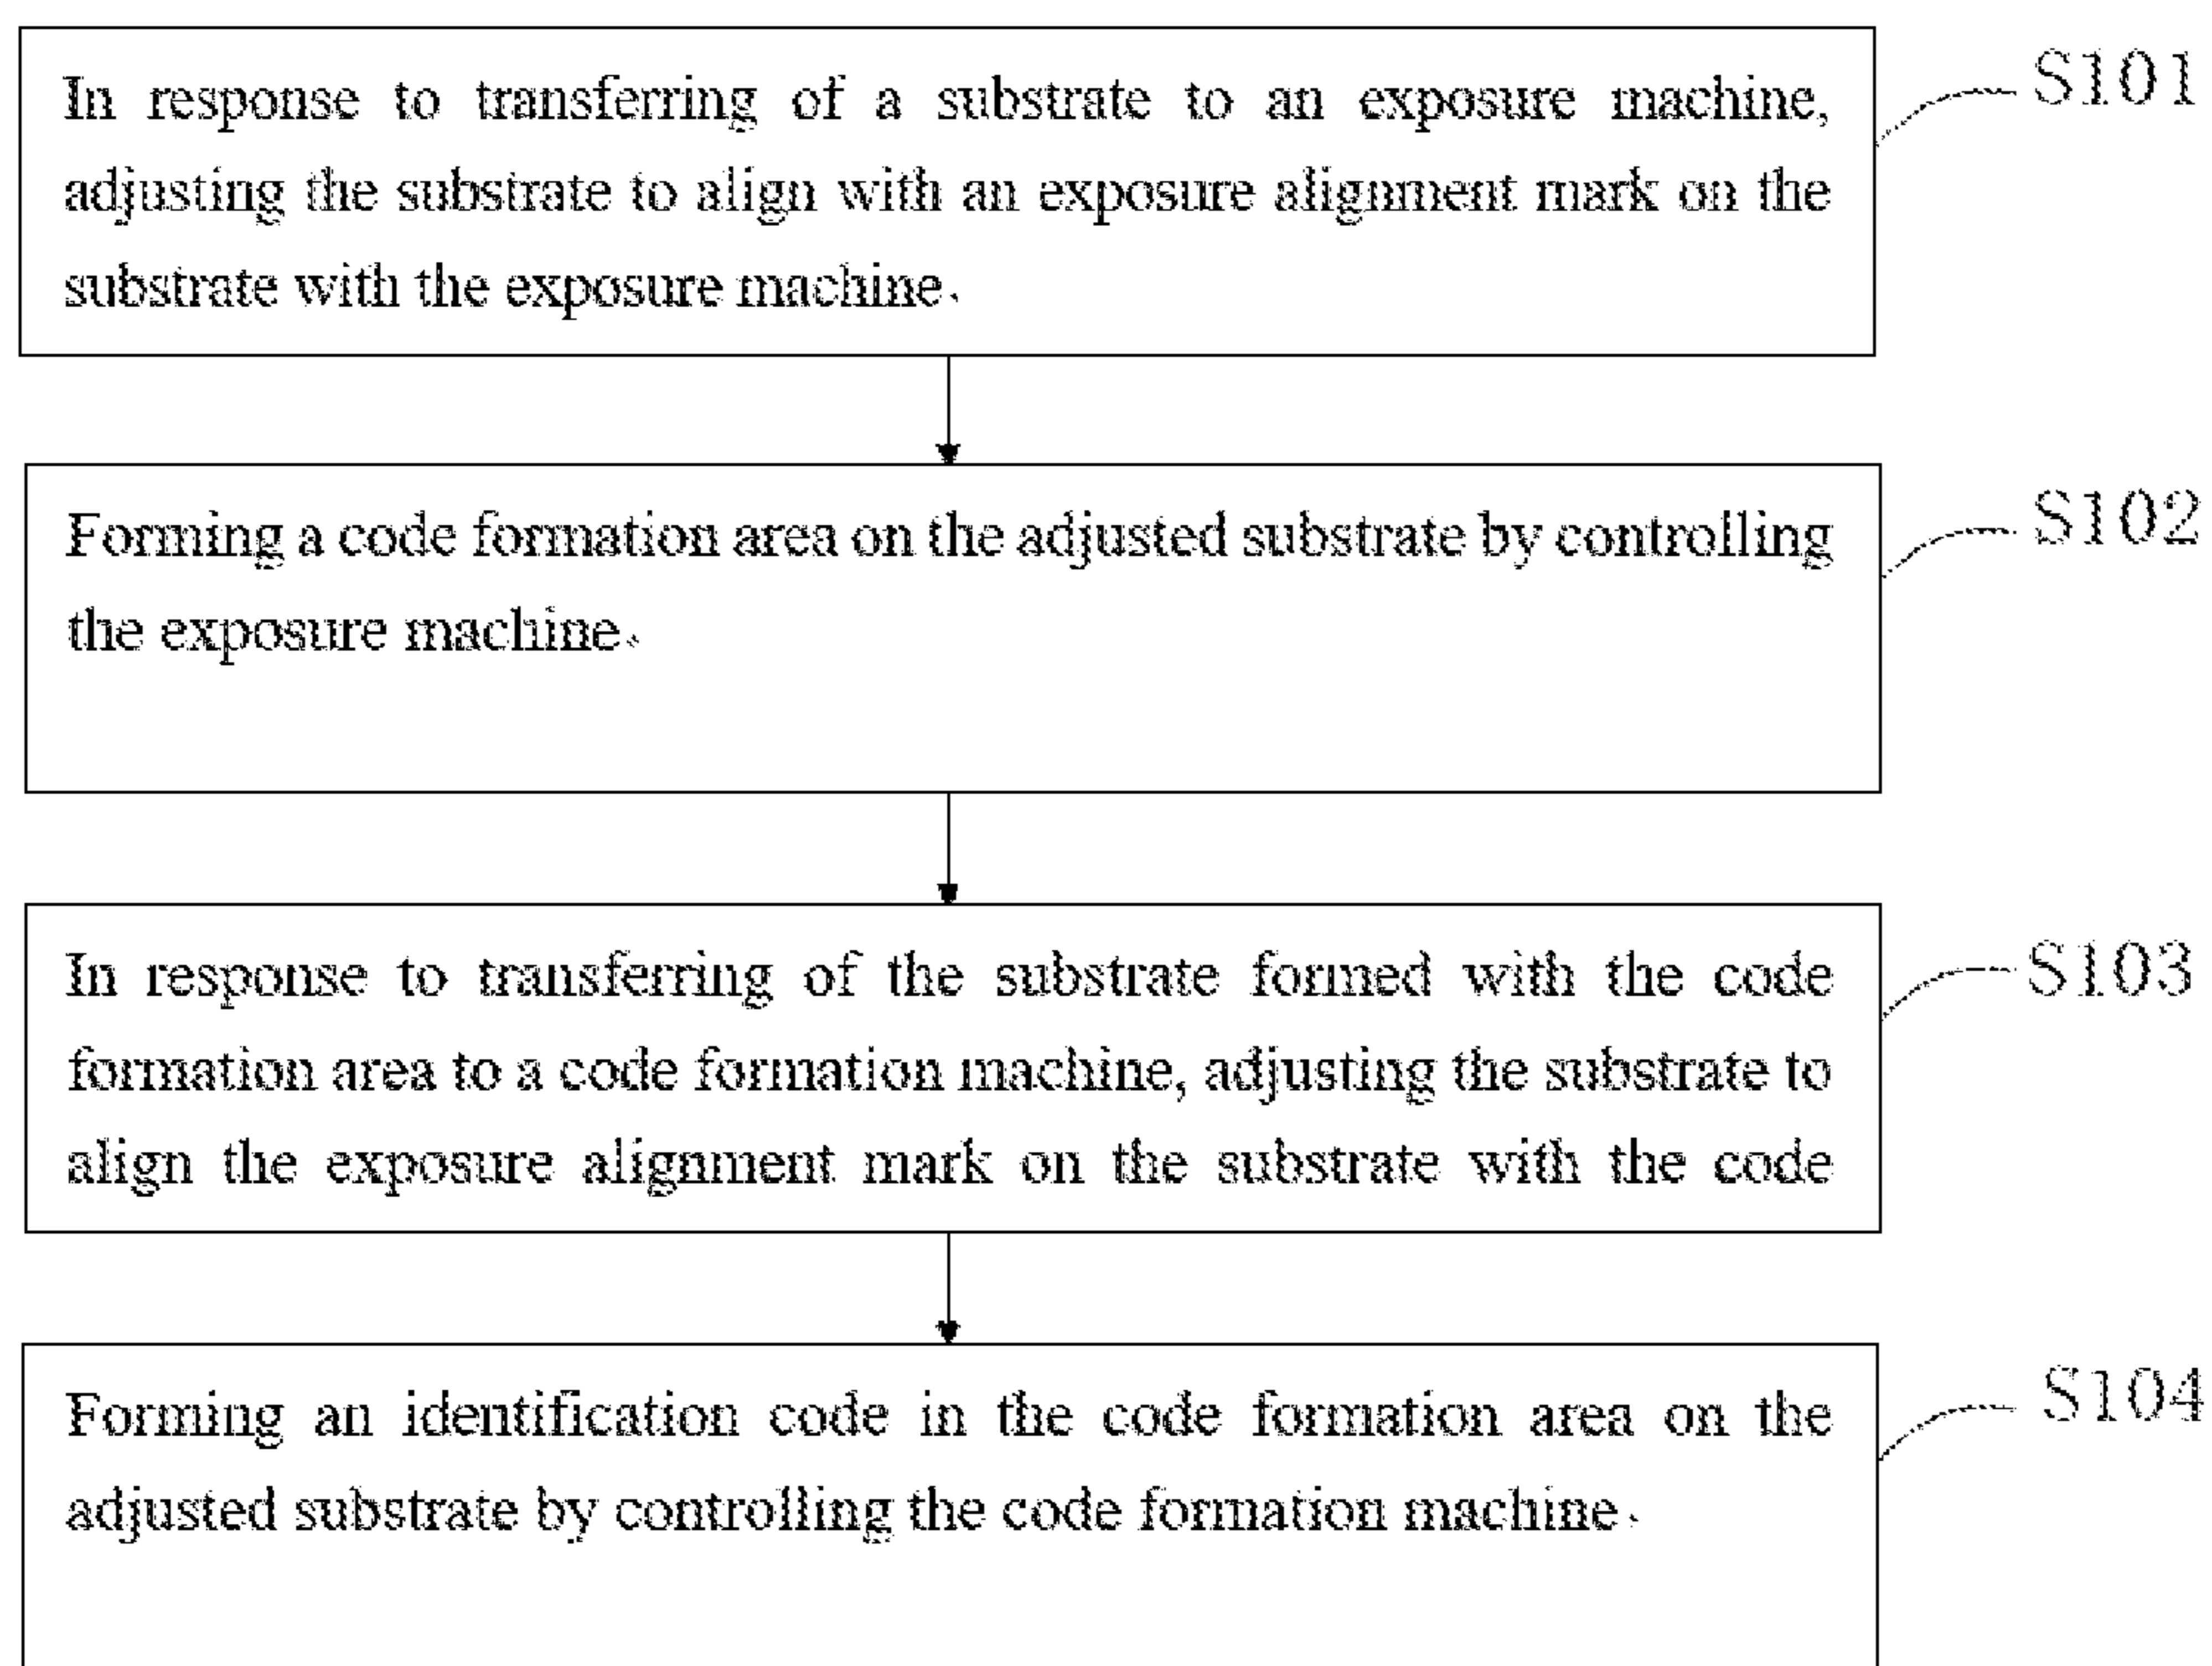 In response to transferring of a substrate to an exposure machine,
adjusting the substrate to align with an exposure alignment mark on the
substrate with the exposure machine.
S101
Forming a code formation area on the adjusted substrate by controlling
the exposure machine.
S102
In response to transferring of the substrate formed with the code
formation area to a code formation machine, adjusting the substrate to
align the exposure alignment mark on the substrate with the code
S103
Forming an identification code in the code formation area on the
adjusted substrate by controlling the code formation machine.
S104